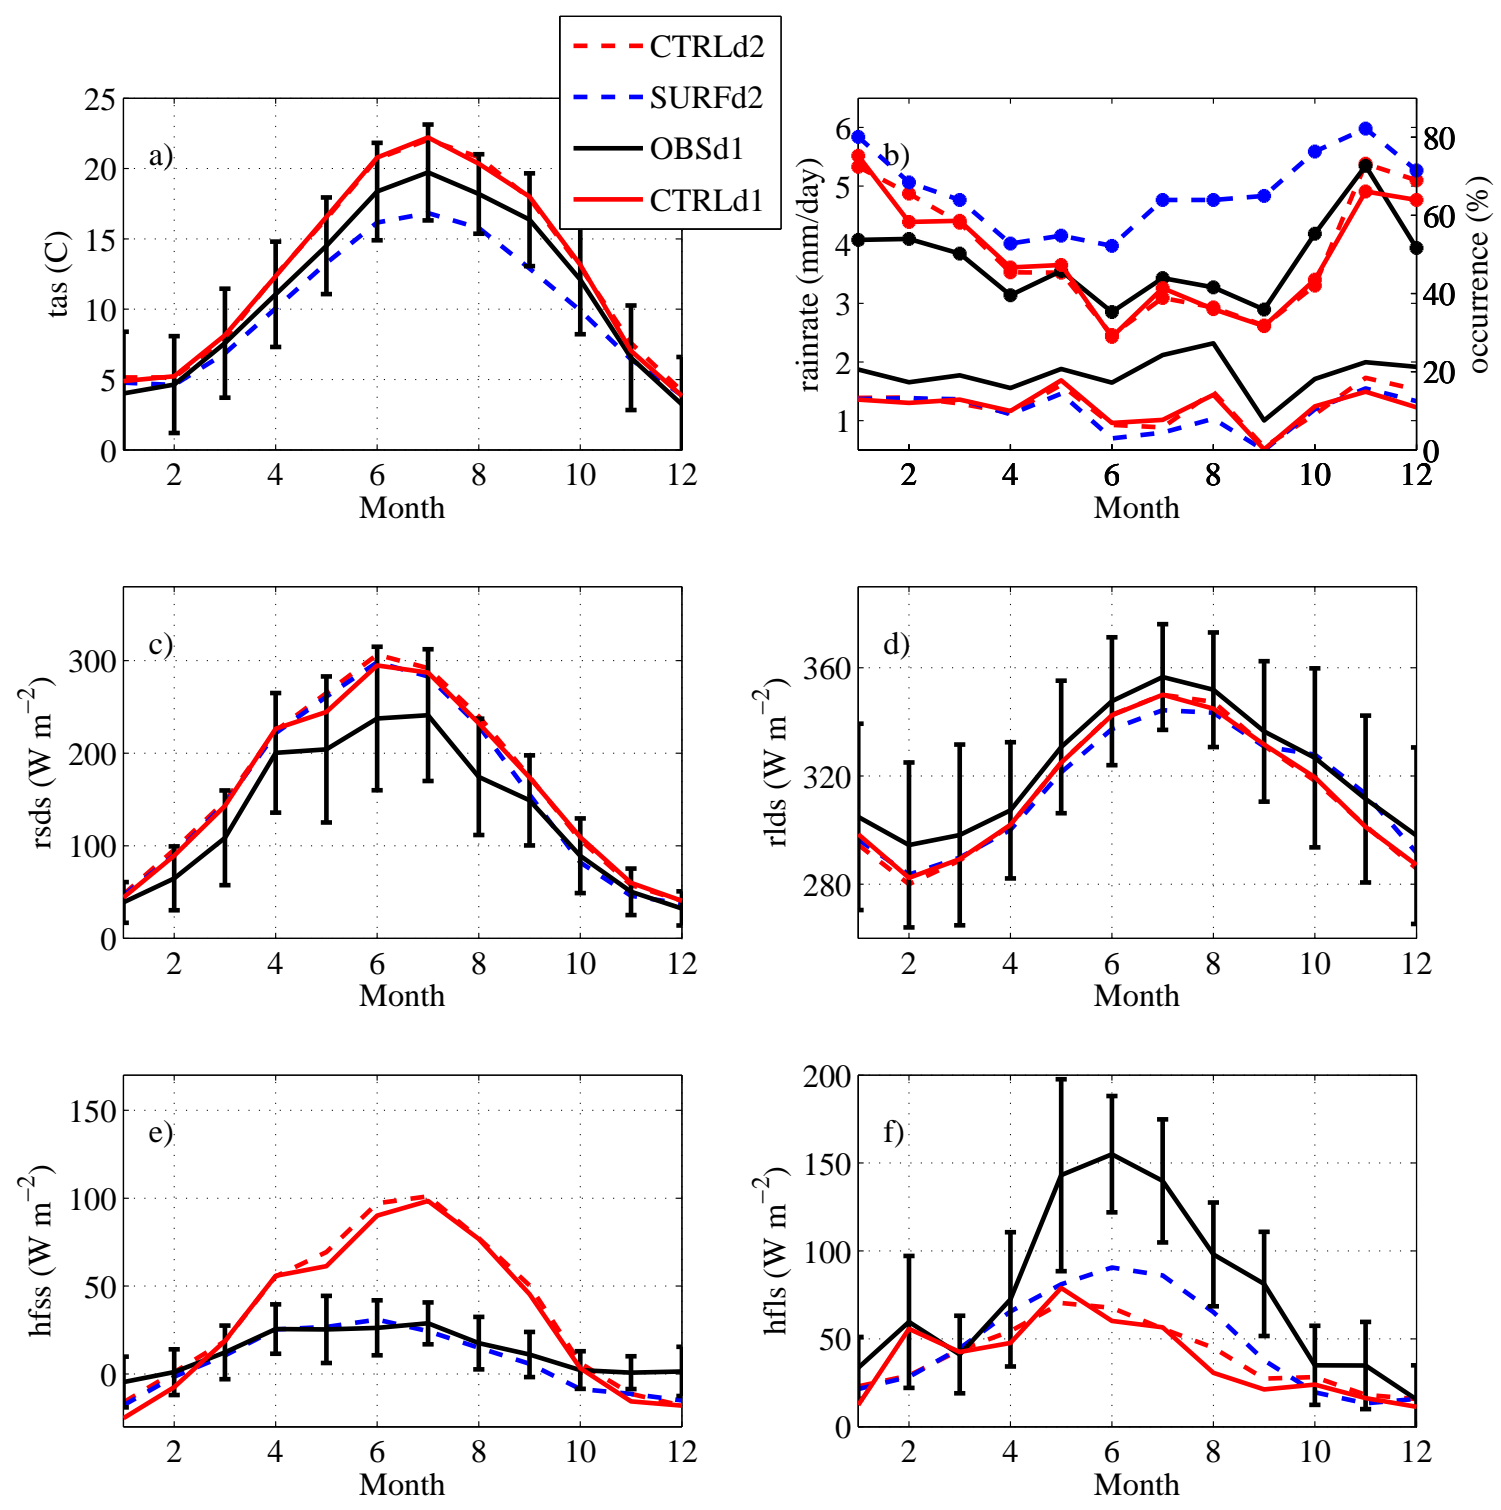 CTRLd2
SURFd2
OBSd1
CTRLd1
a)
tas (C)
25
20
15
10
5
0
2 4 6 8 10 12
Month
b)
rainrate (mm/day)
6
5
4
3
2
1
occurrence (%)
80
60
40
20
0
2 4 6 8 10 12
Month
c)
rsds (W m−2)
300
200
100
0
2 4 6 8 10 12
Month
d)
rlds (W m−2)
360
320
280
2 4 6 8 10 12
Month
e)
hfss (W m−2)
150
100
50
0
2 4 6 8 10 12
Month
f)
hfls (W m−2)
200
150
100
50
0
2 4 6 8 10 12
Month